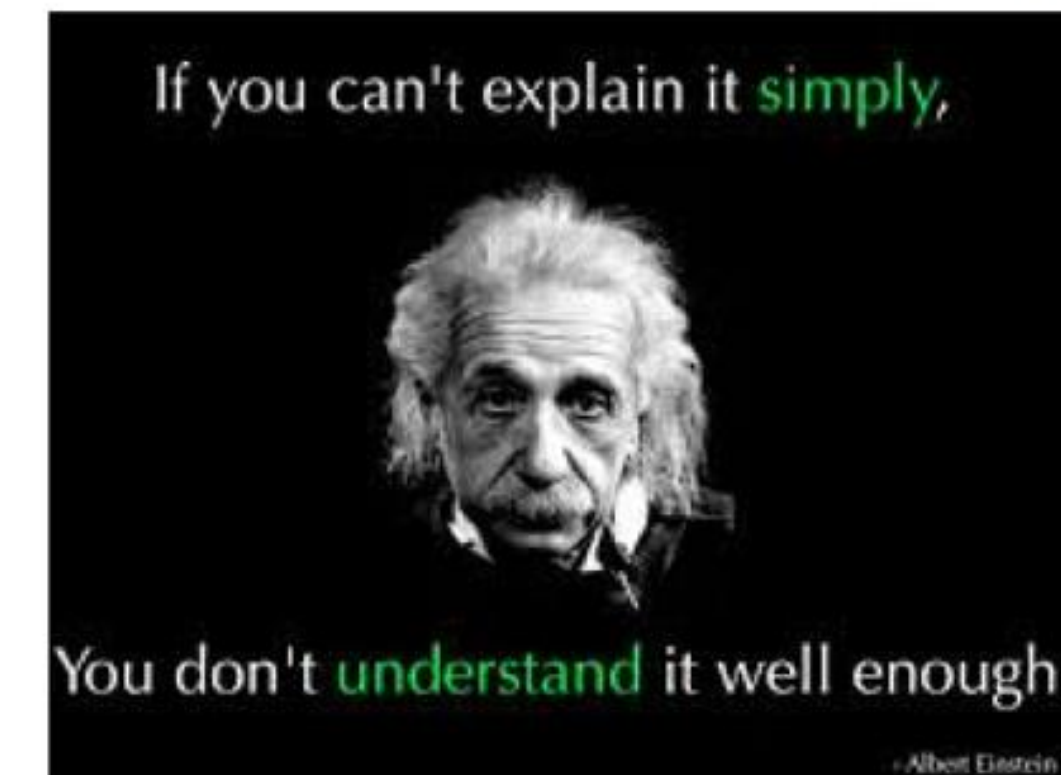 If you can't explain it simply,
You don't understand it well enough
- Albert Einstein